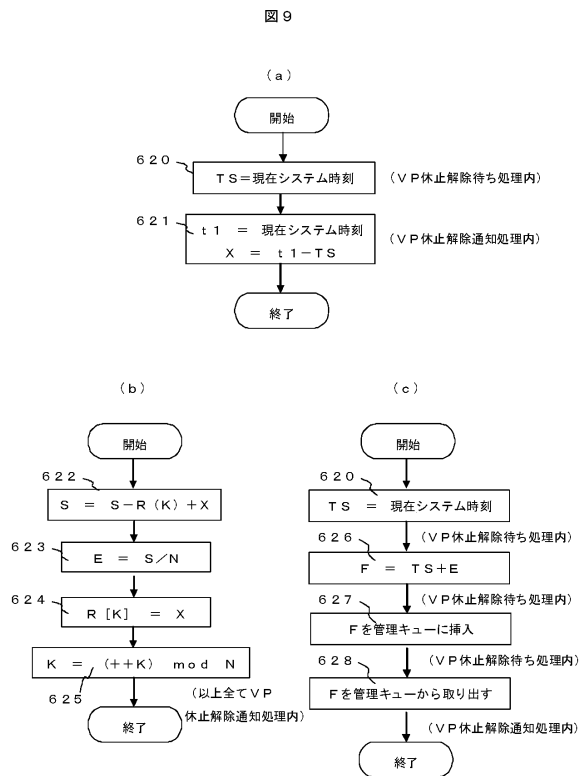 図9
(a)
開始
620
TS=現在システム時刻
(VP休止解除待ち処理内)
621
t1 = 現在システム時刻
X = t1-TS
(VP休止解除通知処理内)
終了
(b)
開始
622
S = S-R(K)+X
623
E = S/N
624
R[K] = X
K = (++K) mod N
625
(以上全てVP
休止解除通知処理内)
終了
(c)
開始
620
TS = 現在システム時刻
(VP休止解除待ち処理内)
626
F = TS+E
(VP休止解除待ち処理内)
627
Fを管理キューに挿入
(VP休止解除待ち処理内)
628
Fを管理キューから取り出す
(VP休止解除通知処理内)
終了